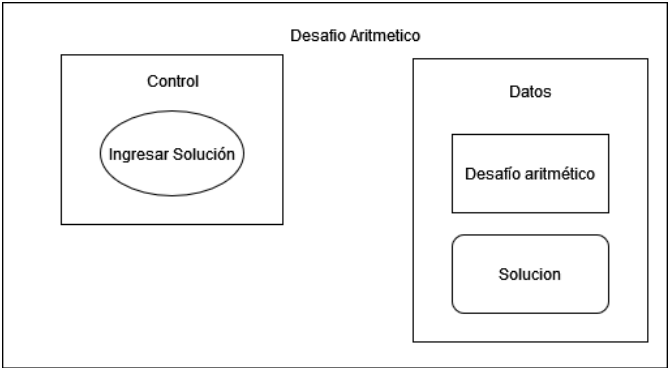 Desafio Aritmetico
Control
Ingresar Solución
Datos
Desafío aritmético
Solucion